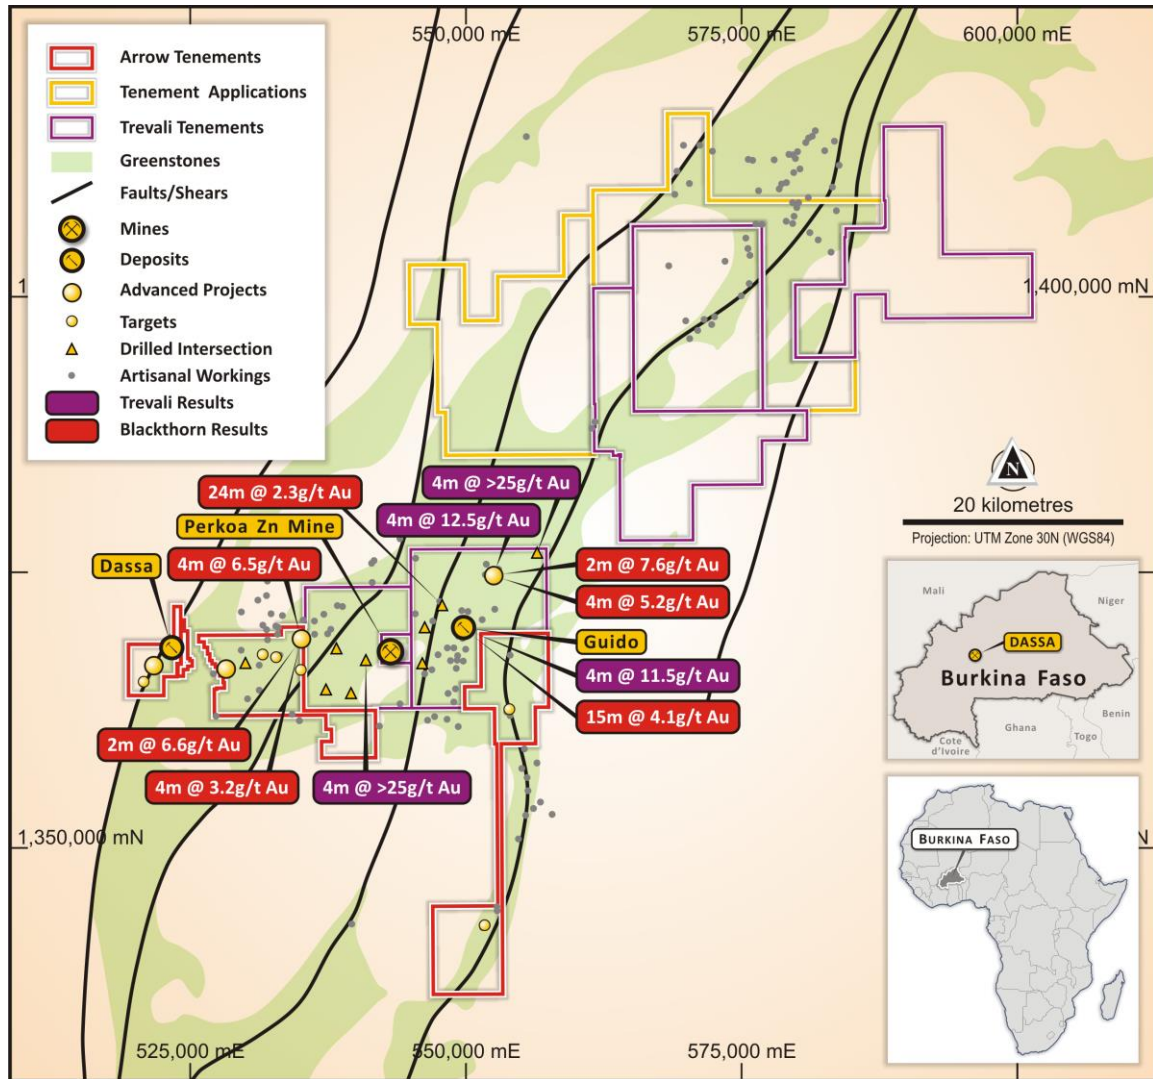 550,000 mE
575,000 mE
600,000 mE
Arrow Tenements
Tenement Applications
Trevali Tenements
Greenstones
Faults/Shears
Mines
Deposits
Advanced Projects
Targets
Drilled Intersection
Artisanal Workings
Trevali Results
Blackthorn Results
1
1,400,000 mN
N
20 kilometres
Projection: UTM Zone 30N (WGS84)
24m @ 2.3g/t Au
4m @ >25g/t Au
Perkoa Zn Mine
4m @ 12.5g/t Au
Dassa
4m @ 6.5g/t Au
2m @ 7.6g/t Au
4m @ 5.2g/t Au
Guido
4m @ 11.5g/t Au
15m @ 4.1g/t Au
2m @ 6.6g/t Au
4m @ 3.2g/t Au
4m @ >25g/t Au
Mali
Niger
DASSA
Burkina Faso
Benin
Ghana
Togo
Cote
d'Ivoire
BURKINA FASO
1,350,000 mN
N
525,000 mE
550,000 mE
575,000 mE